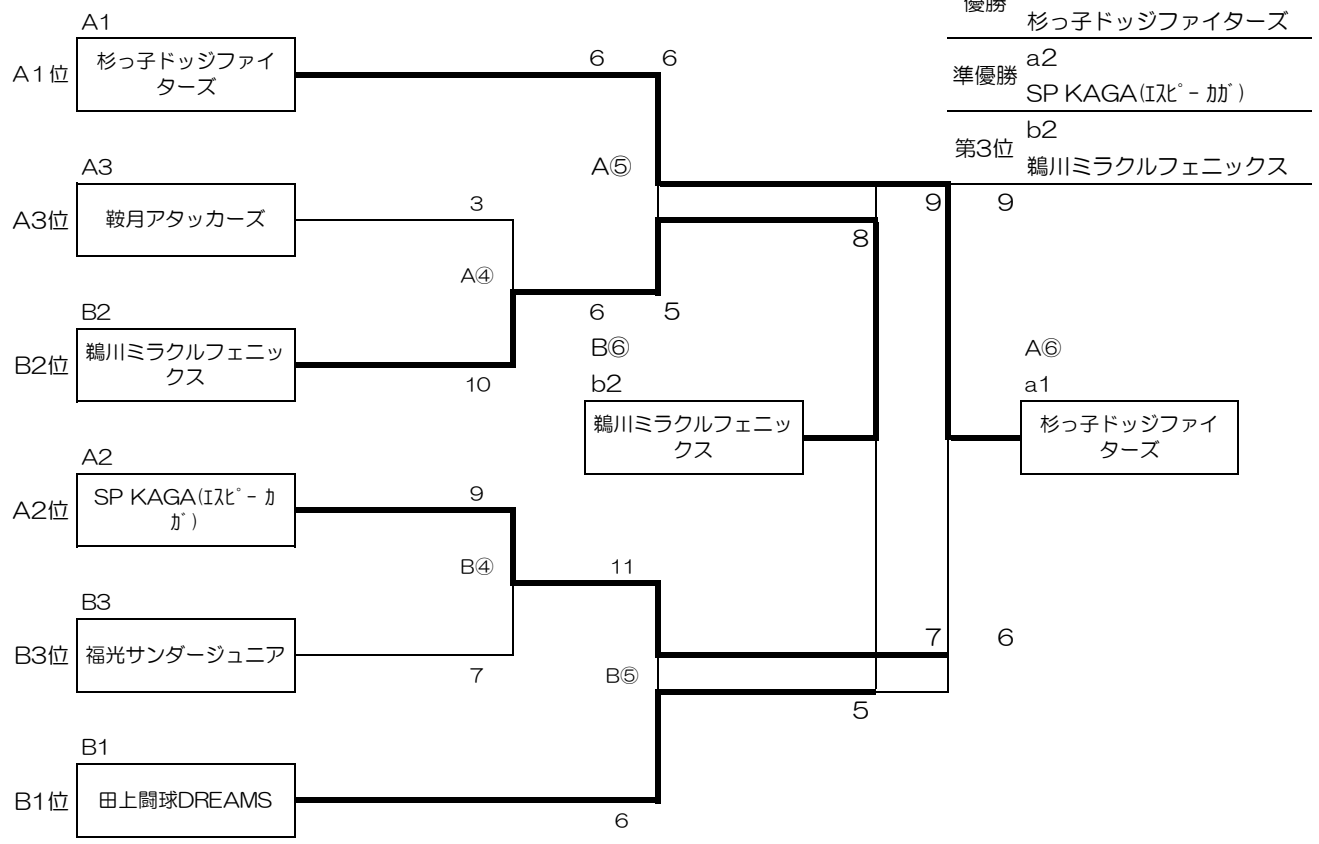 優勝
杉っ子ドッジファイターズ
準優勝
a2
SP KAGA(ｴｽﾋﾟｰ ｶｶﾞ)
第3位
b2
鵜川ミラクルフェニックス
A1
A1位
杉っ子ドッジファイ
ターズ
6
6
A⑤
A3
A3位
鞍月アタッカーズ
3
A④
9
9
8
B2
B2位
鵜川ミラクルフェニッ
クス
10
6
5
B⑥
b2
鵜川ミラクルフェニッ
クス
A⑥
a1
杉っ子ドッジファイ
ターズ
A2
A2位
SP KAGA(ｴｽﾋﾟｰ ｶ
ｶﾞ)
9
B④
11
B3
B3位
福光サンダージュニア
7
B⑤
7
6
5
B1
B1位
田上闘球DREAMS
6